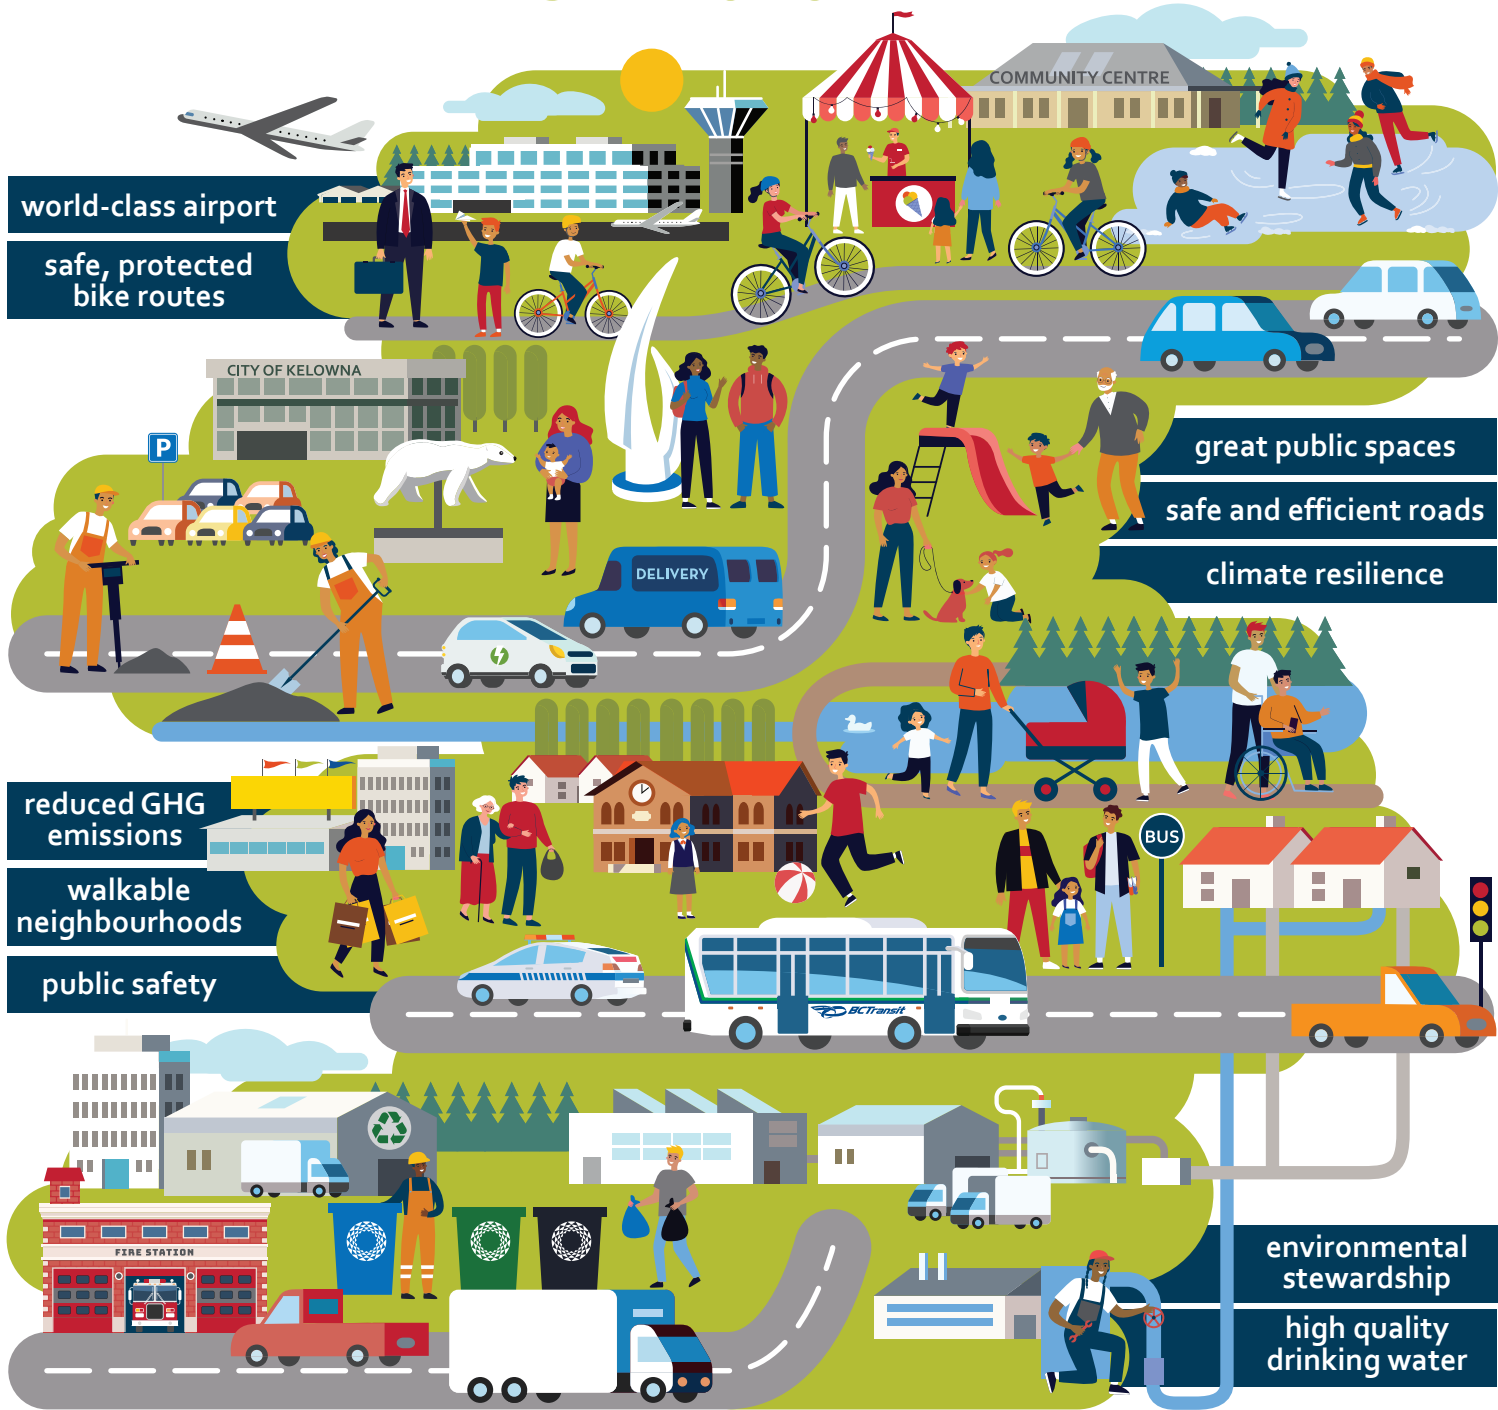 COMMUNITY CENTRE
world-class airport
safe, protected
bike routes
CITY OF KELOWNA
P
great public spaces
safe and efficient roads
climate resilience
DELIVERY
reduced GHG
emissions
walkable
neighbourhoods
public safety
BUS
BCTransit
FIRE STATION
environmental
stewardship
high quality
drinking water